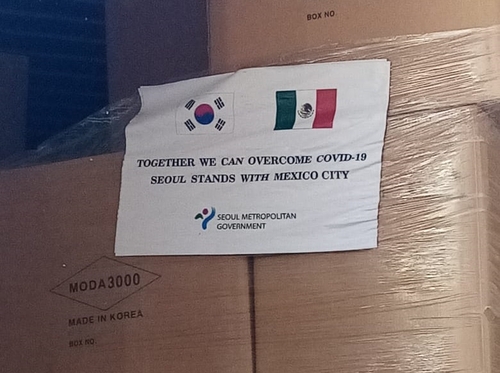 BOX NO.
TOGETHER WE CAN OVERCOME COVID-19
SEOUL STANDS WITH MEXICO CITY
SEOUL METROPOLITAN
GOVERNMENT
MODA3000
MADE IN KOREA
BOX NO